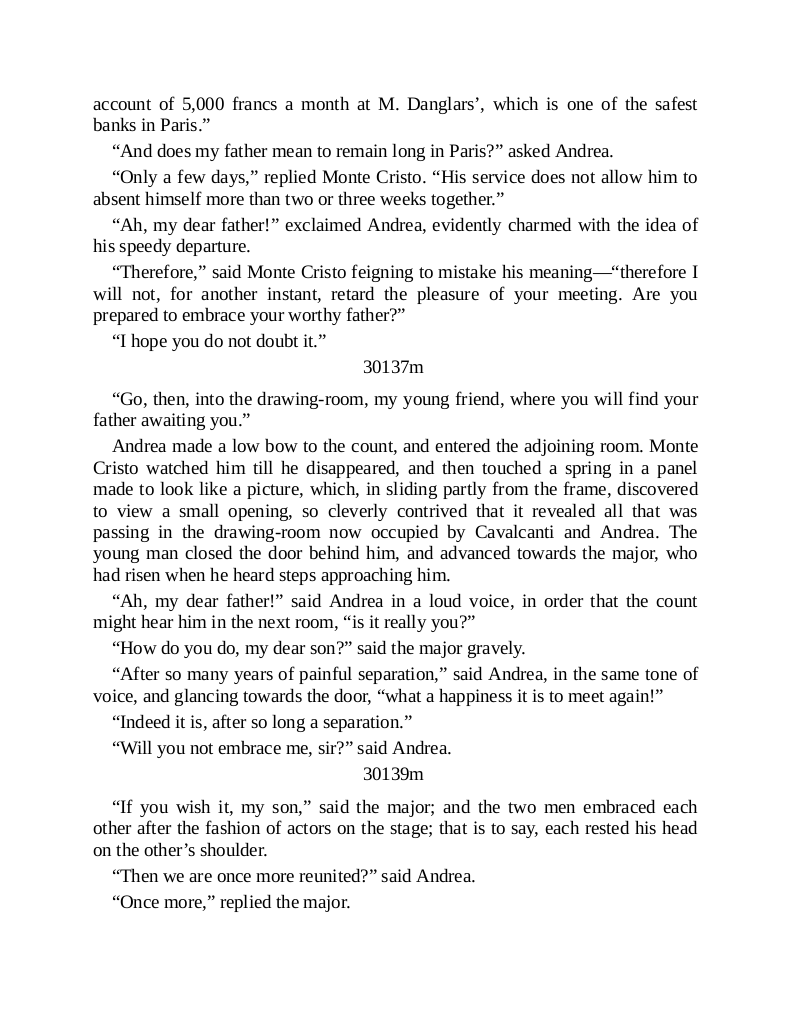 account of 5,000 francs a month at M. Danglars’, which is one of the safest
banks in Paris.”
“And does my father mean to remain long in Paris?” asked Andrea.
“Only a few days,” replied Monte Cristo. “His service does not allow him to
absent himself more than two or three weeks together.”
“Ah, my dear father!” exclaimed Andrea, evidently charmed with the idea of
his speedy departure.
“Therefore,” said Monte Cristo feigning to mistake his meaning—“therefore I
will not, for another instant, retard the pleasure of your meeting. Are you
prepared to embrace your worthy father?”
“I hope you do not doubt it.”
30137m
“Go, then, into the drawing-room, my young friend, where you will find your
father awaiting you.”
Andrea made a low bow to the count, and entered the adjoining room. Monte
Cristo watched him till he disappeared, and then touched a spring in a panel
made to look like a picture, which, in sliding partly from the frame, discovered
to view a small opening, so cleverly contrived that it revealed all that was
passing in the drawing-room now occupied by Cavalcanti and Andrea. The
young man closed the door behind him, and advanced towards the major, who
had risen when he heard steps approaching him.
“Ah, my dear father!” said Andrea in a loud voice, in order that the count
might hear him in the next room, “is it really you?”
“How do you do, my dear son?” said the major gravely.
“After so many years of painful separation,” said Andrea, in the same tone of
voice, and glancing towards the door, “what a happiness it is to meet again!”
“Indeed it is, after so long a separation.”
“Will you not embrace me, sir?” said Andrea.
30139m
“If you wish it, my son,” said the major; and the two men embraced each
other after the fashion of actors on the stage; that is to say, each rested his head
on the other’s shoulder.
“Then we are once more reunited?” said Andrea.
“Once more,” replied the major.